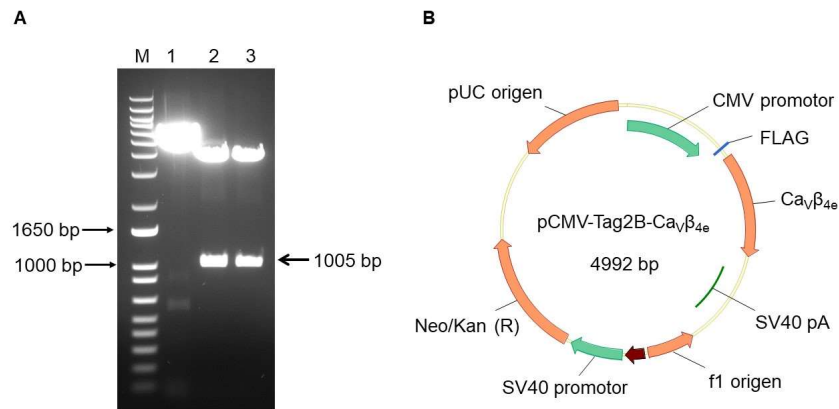 A
B
M 1 2 3
1650 bp
1000 bp
1005 bp
pUC origen
CMV promotor
FLAG
CaVβ4e
pCMV-Tag2B-CaVβ4e
4992 bp
Neo/Kan (R)
SV40 pA
SV40 promotor
f1 origen